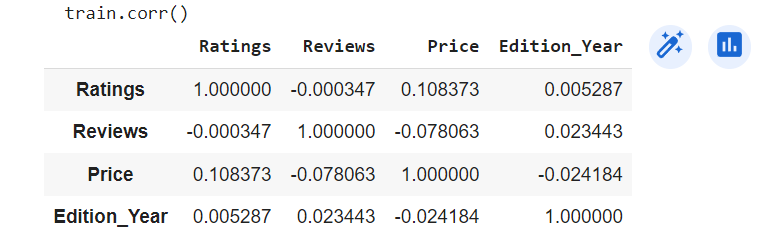 train.corr()
Ratings Reviews Price Edition_Year
Ratings 1.000000 -0.000347 0.108373 0.005287
Reviews -0.000347 1.000000 -0.078063 0.023443
Price 0.108373 -0.078063 1.000000 -0.024184
Edition_Year 0.005287 0.023443 -0.024184 1.000000